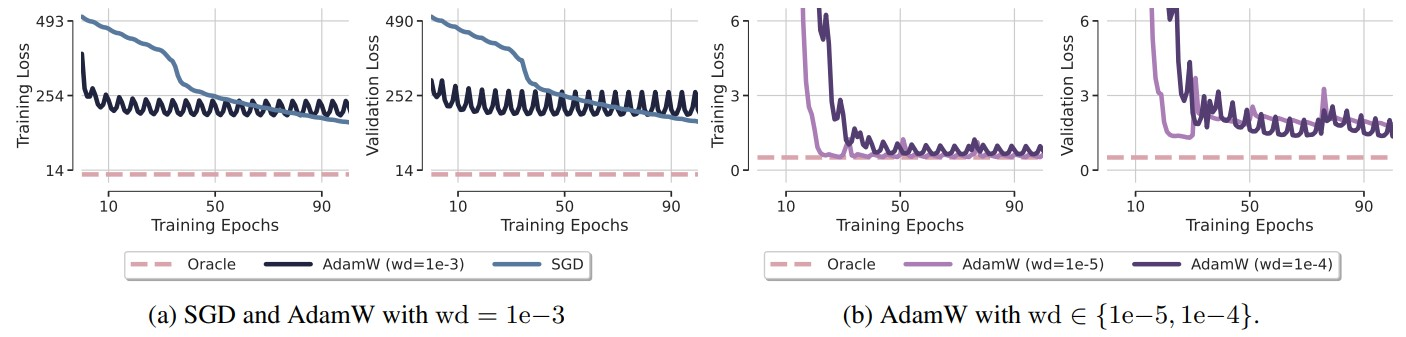 Training Loss
493
254
14
10
50
90
Training Epochs
Validation Loss
490
252
14
10
50
90
Training Epochs
Oracle
AdamW (wd=1e-3)
SGD
(a) SGD and AdamW with wd = 1e−3
Training Loss
6
3
0
10
50
90
Training Epochs
Validation Loss
6
3
0
10
50
90
Training Epochs
Oracle
AdamW (wd=1e-5)
AdamW (wd=1e-4)
(b) AdamW with wd ∈ {1e−5, 1e−4}.